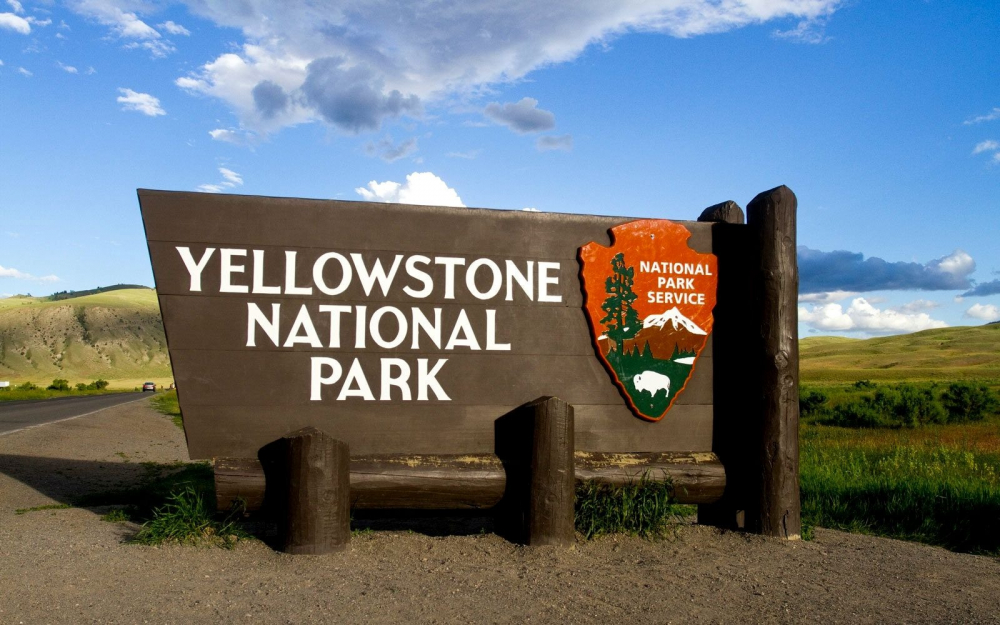 YELLOWSTONE
NATIONAL
PARK
NATIONAL
PARK
SERVICE